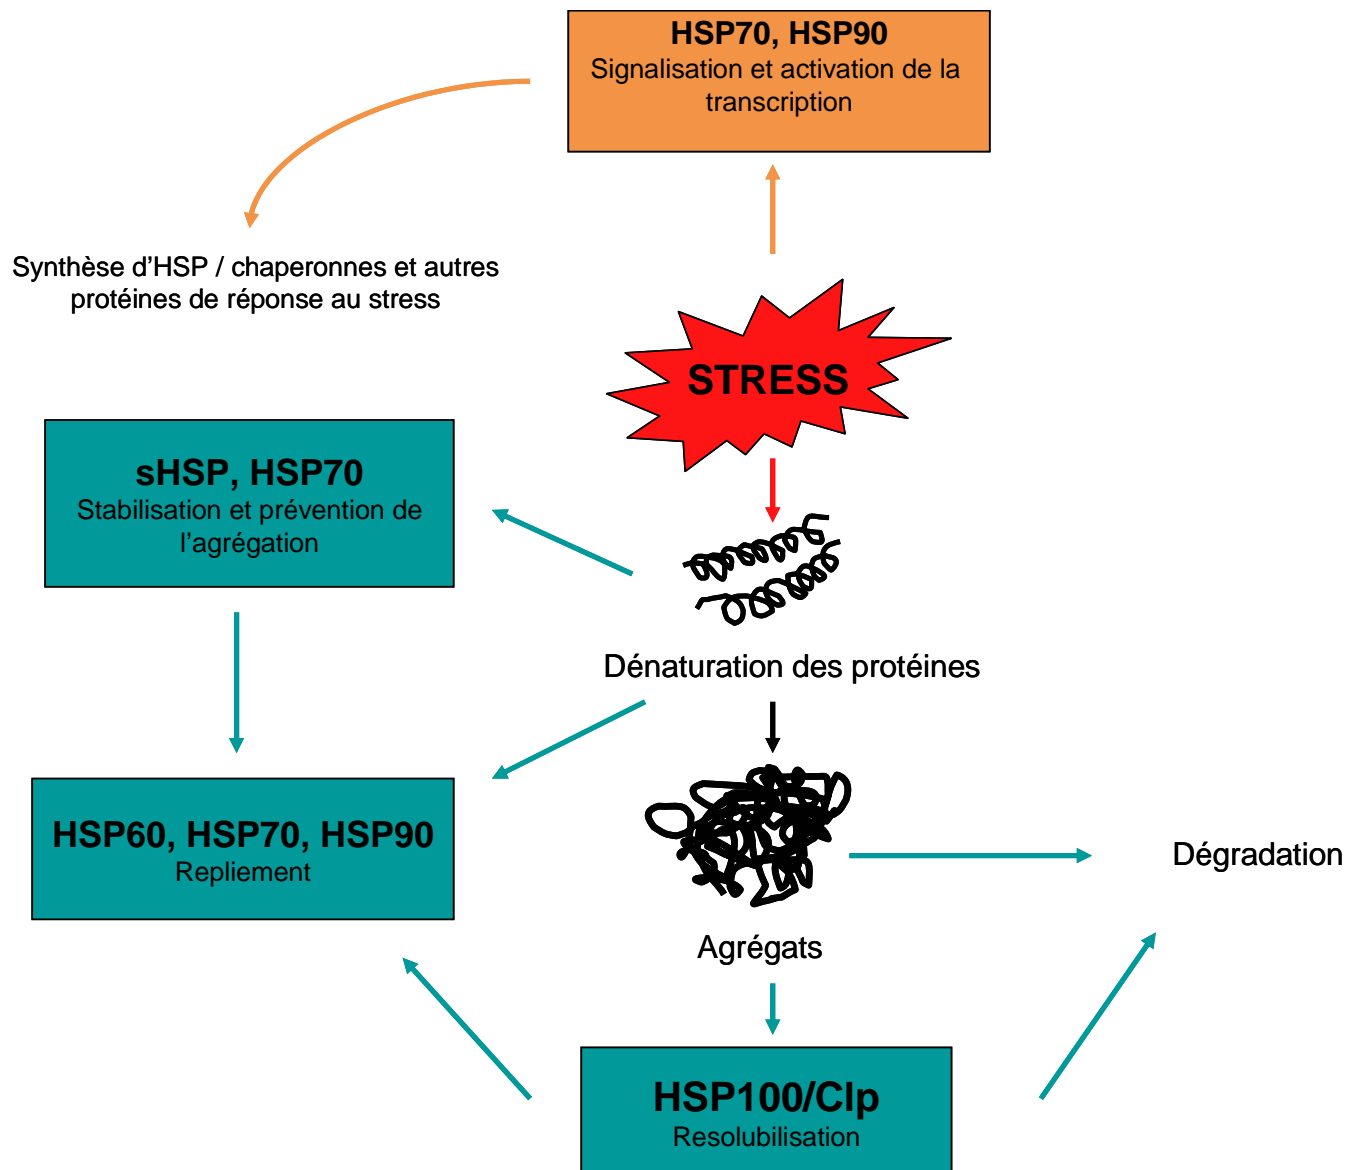 HSP70, HSP90
Signalisation et activation de la
transcription
Synthèse d'HSP / chaperonnes et autres
protéines de réponse au stress
STRESS
sHSP, HSP70
Stabilisation et prévention de
l'agrégation
Dénaturation des protéines
HSP60, HSP70, HSP90
Repliement
Dégradation
Agrégats
HSP100/Clp
Resolubilisation